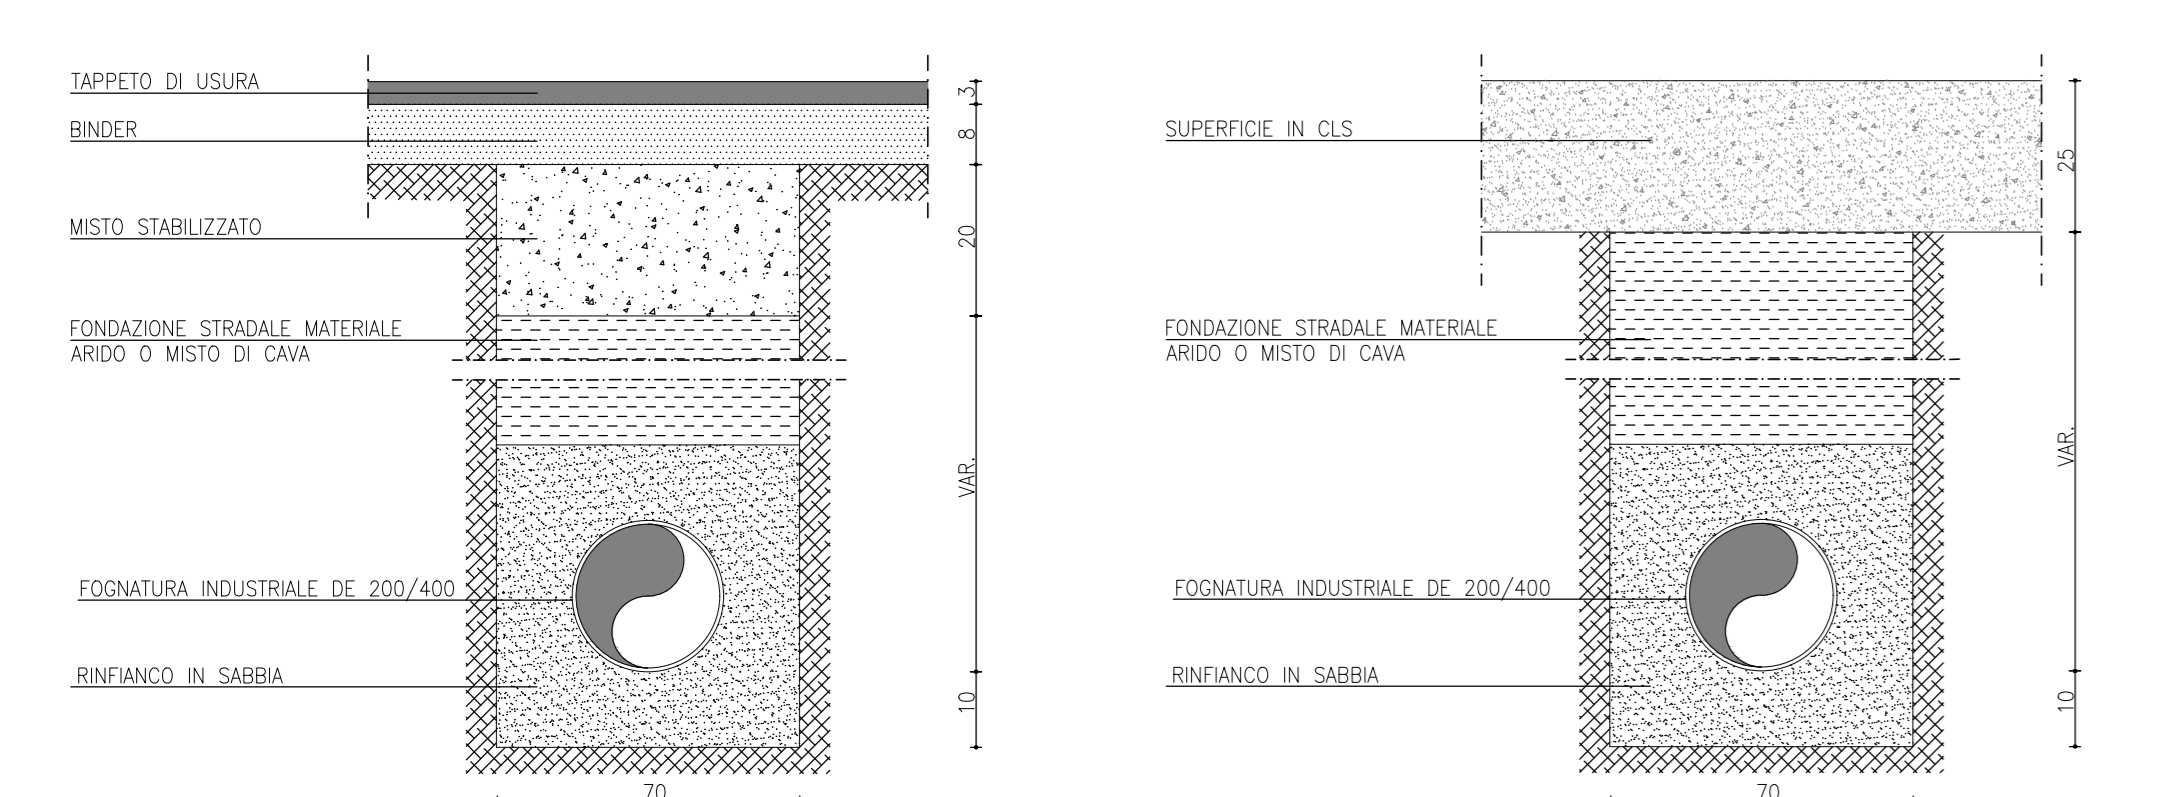 TAPPETO DI USURA
BINDER
MISTO STABILIZZATO
FONDAZIONE STRADALE MATERIALE
ARIDO O MISTO DI CAVA
FOGNATURA INDUSTRIALE DE 200/400
RINFIANCO IN SABBIA
3
8
20
VAR.
10
70
SUPERFICIE IN CLS
FONDAZIONE STRADALE MATERIALE
ARIDO O MISTO DI CAVA
FOGNATURA INDUSTRIALE DE 200/400
RINFIANCO IN SABBIA
25
VAR.
10
70